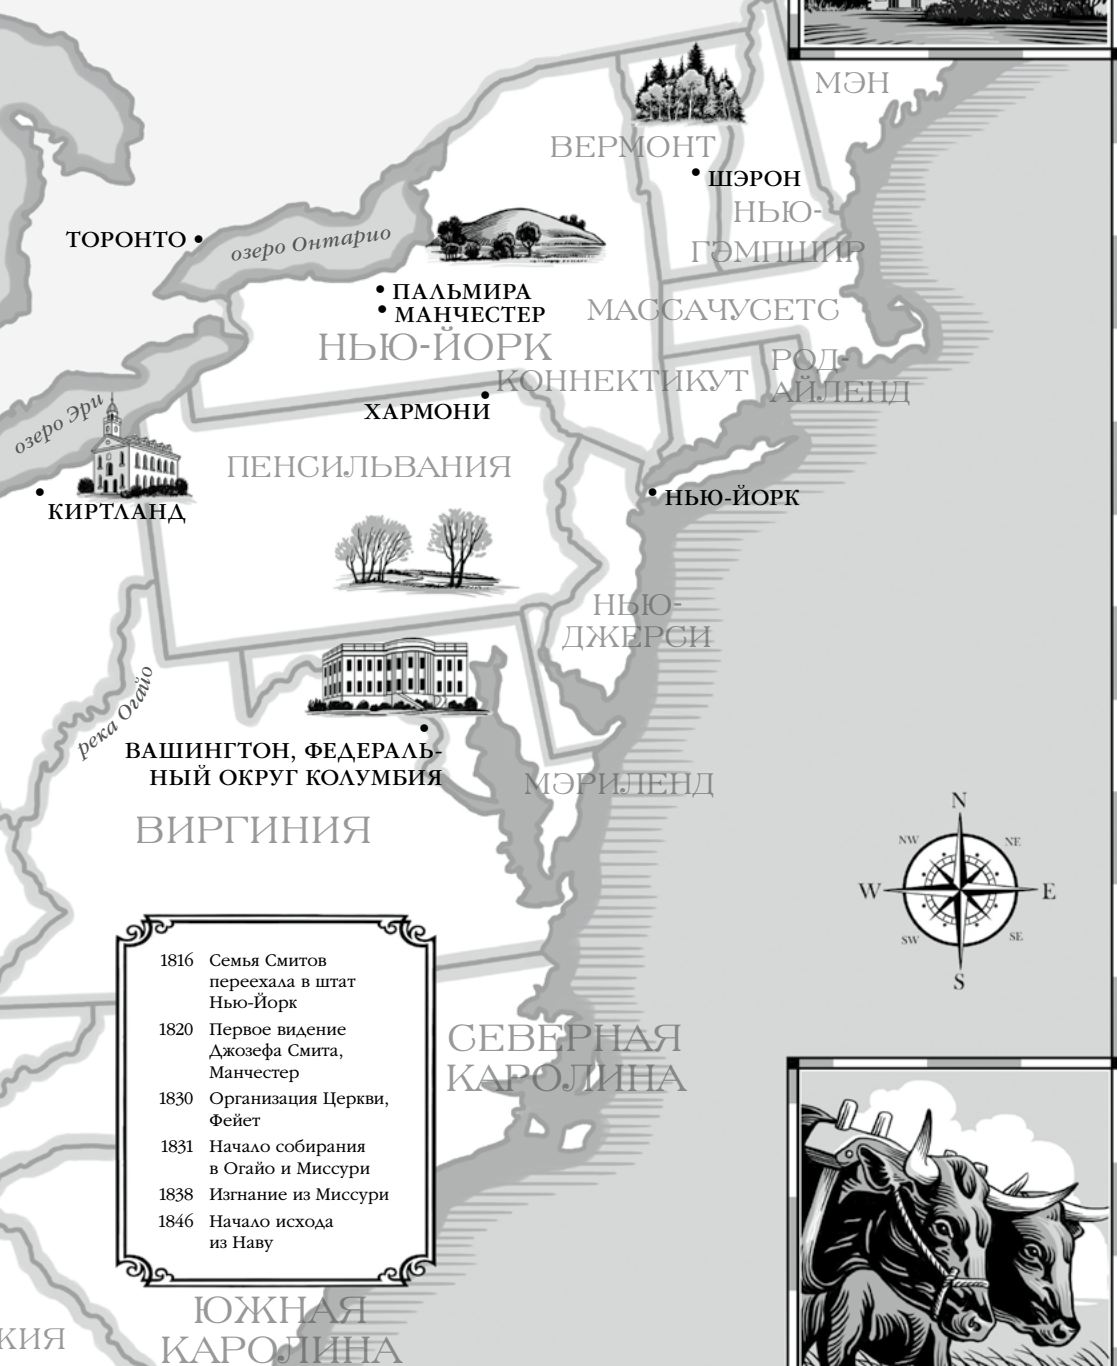 МЭН
ВЕРМОНТ
ШЭРОН
НЬЮ-
ГЭМПШИР
ТОРОНТО
озеро Онтарио
ПАЛЬМИРА
МАНЧЕСТЕР
МАССАЧУСЕТС
НЬЮ-ЙОРК
РОД-
АЙЛЕНД
КОННЕКТИКУТ
ХАРМОНИ
озеро Эри
ПЕНСИЛЬВАНИЯ
КИРТЛАНД
НЬЮ-ЙОРК
НЬЮ-
ДЖЕРСИ
река Огайо
ВАШИНГТОН, ФЕДЕРАЛЬ-
НЫЙ ОКРУГ КОЛУМБИЯ
МЭРИЛЕНД
ВИРГИНИЯ
N
NW
NE
W
E
SW
SE
S
1816 Семья Смитов
переехала в штат
Нью-Йорк
1820 Первое видение
Джозефа Смита,
Манчестер
1830 Организация Церкви,
Фейет
1831 Начало собирания
в Огайо и Миссури
1838 Изгнание из Миссури
1846 Начало исхода
из Наву
СЕВЕРНАЯ
КАРОЛИНА
ЮЖНАЯ
КАРОЛИНА
КИЯ